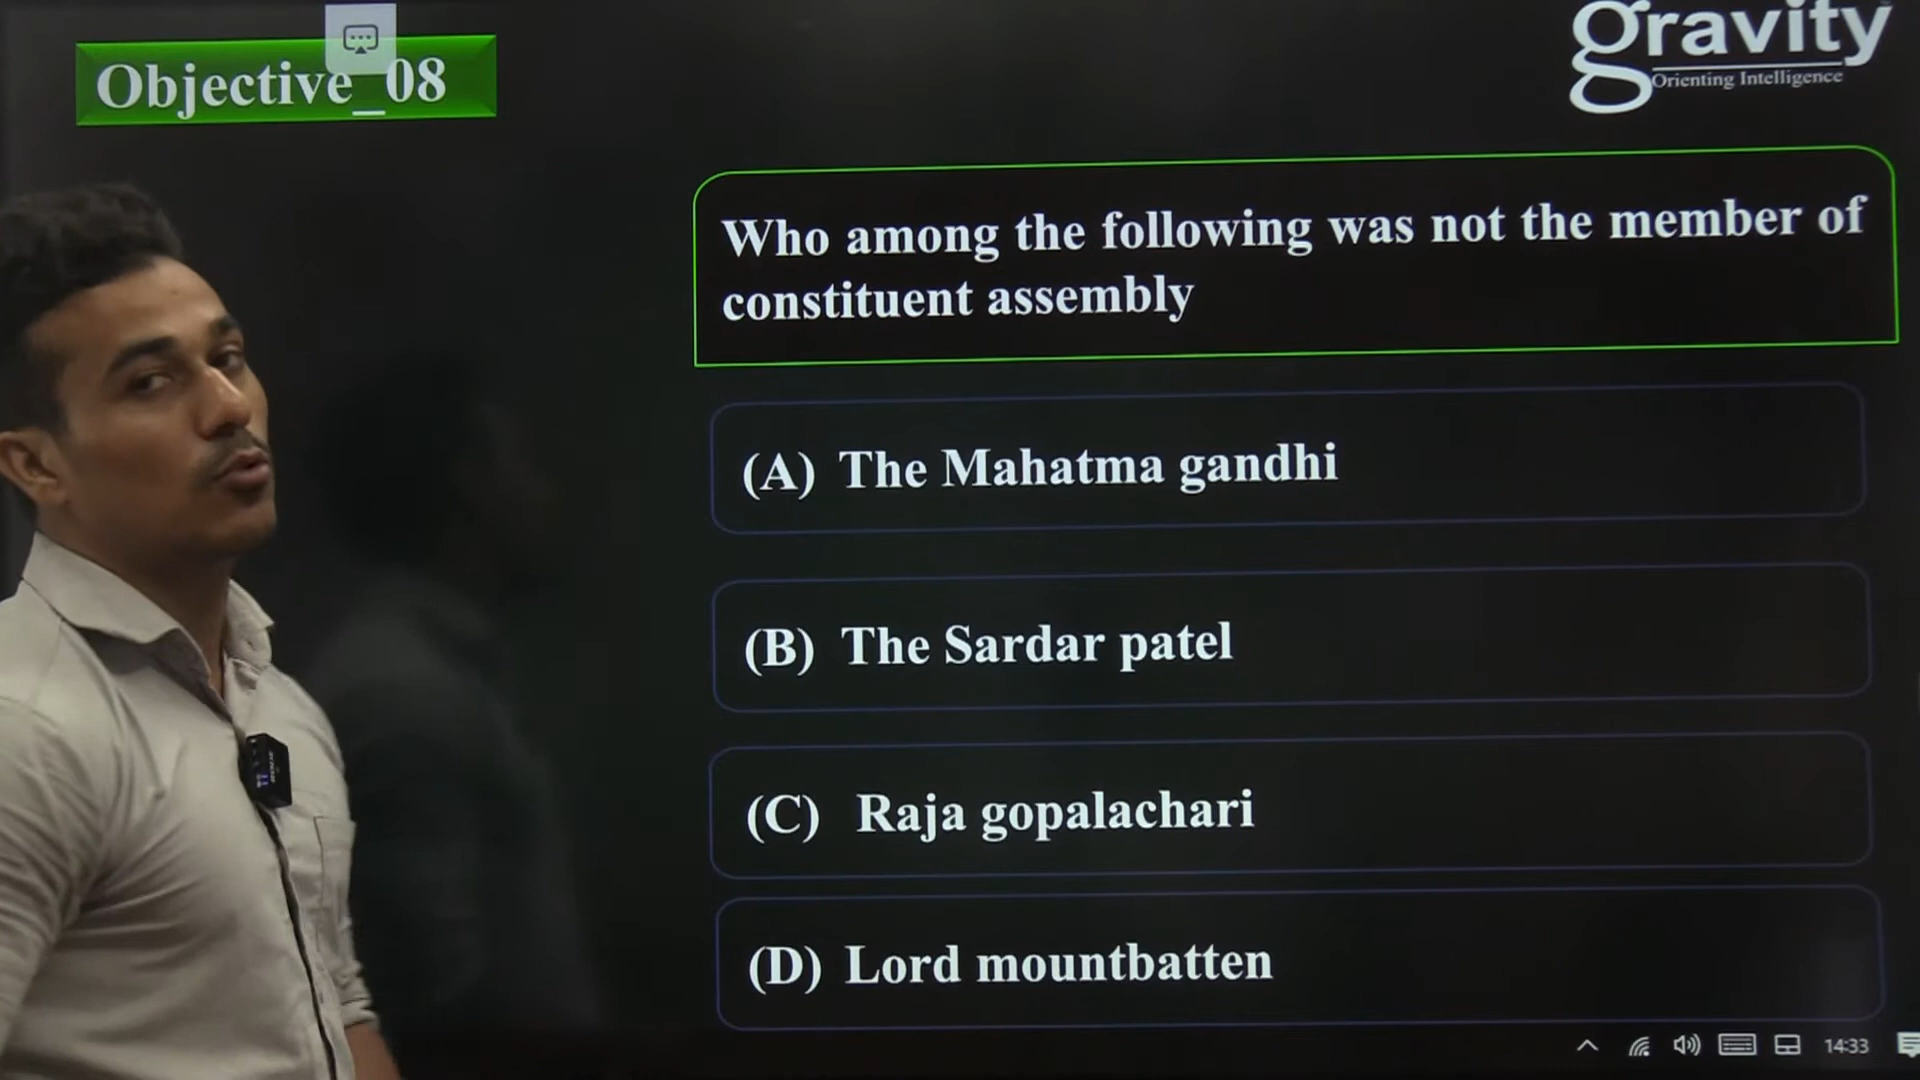 Objective_08
gravity
Orienting Intelligence
Who among the following was not the member of
constituent assembly
(A) The Mahatma gandhi
(B) The Sardar patel
(C) Raja gopalachari
(D) Lord mountbatten
14:33